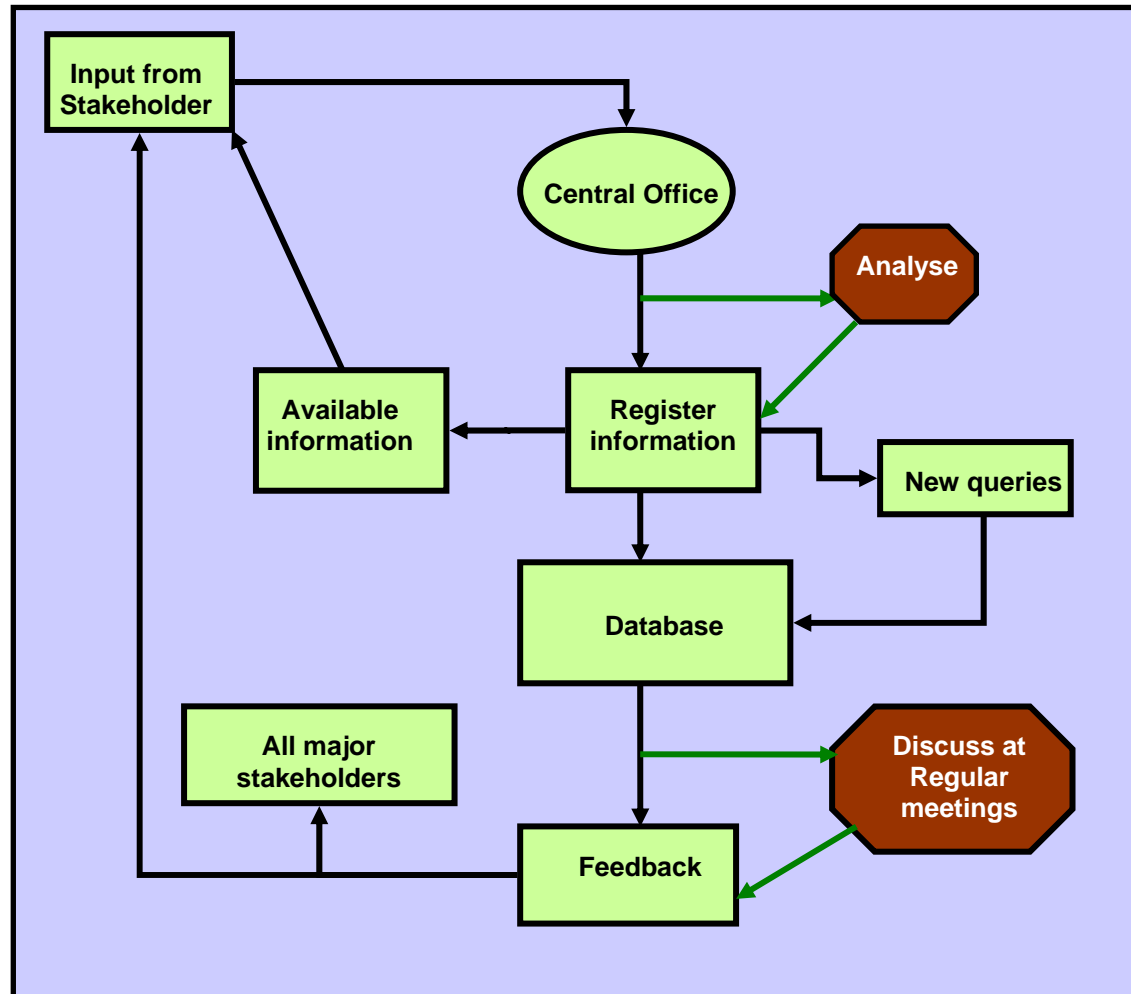 Input from
Stakeholder
Central Office
Analyse
Available
information
Register
information
New queries
Database
All major
stakeholders
Discuss at
Regular
meetings
Feedback